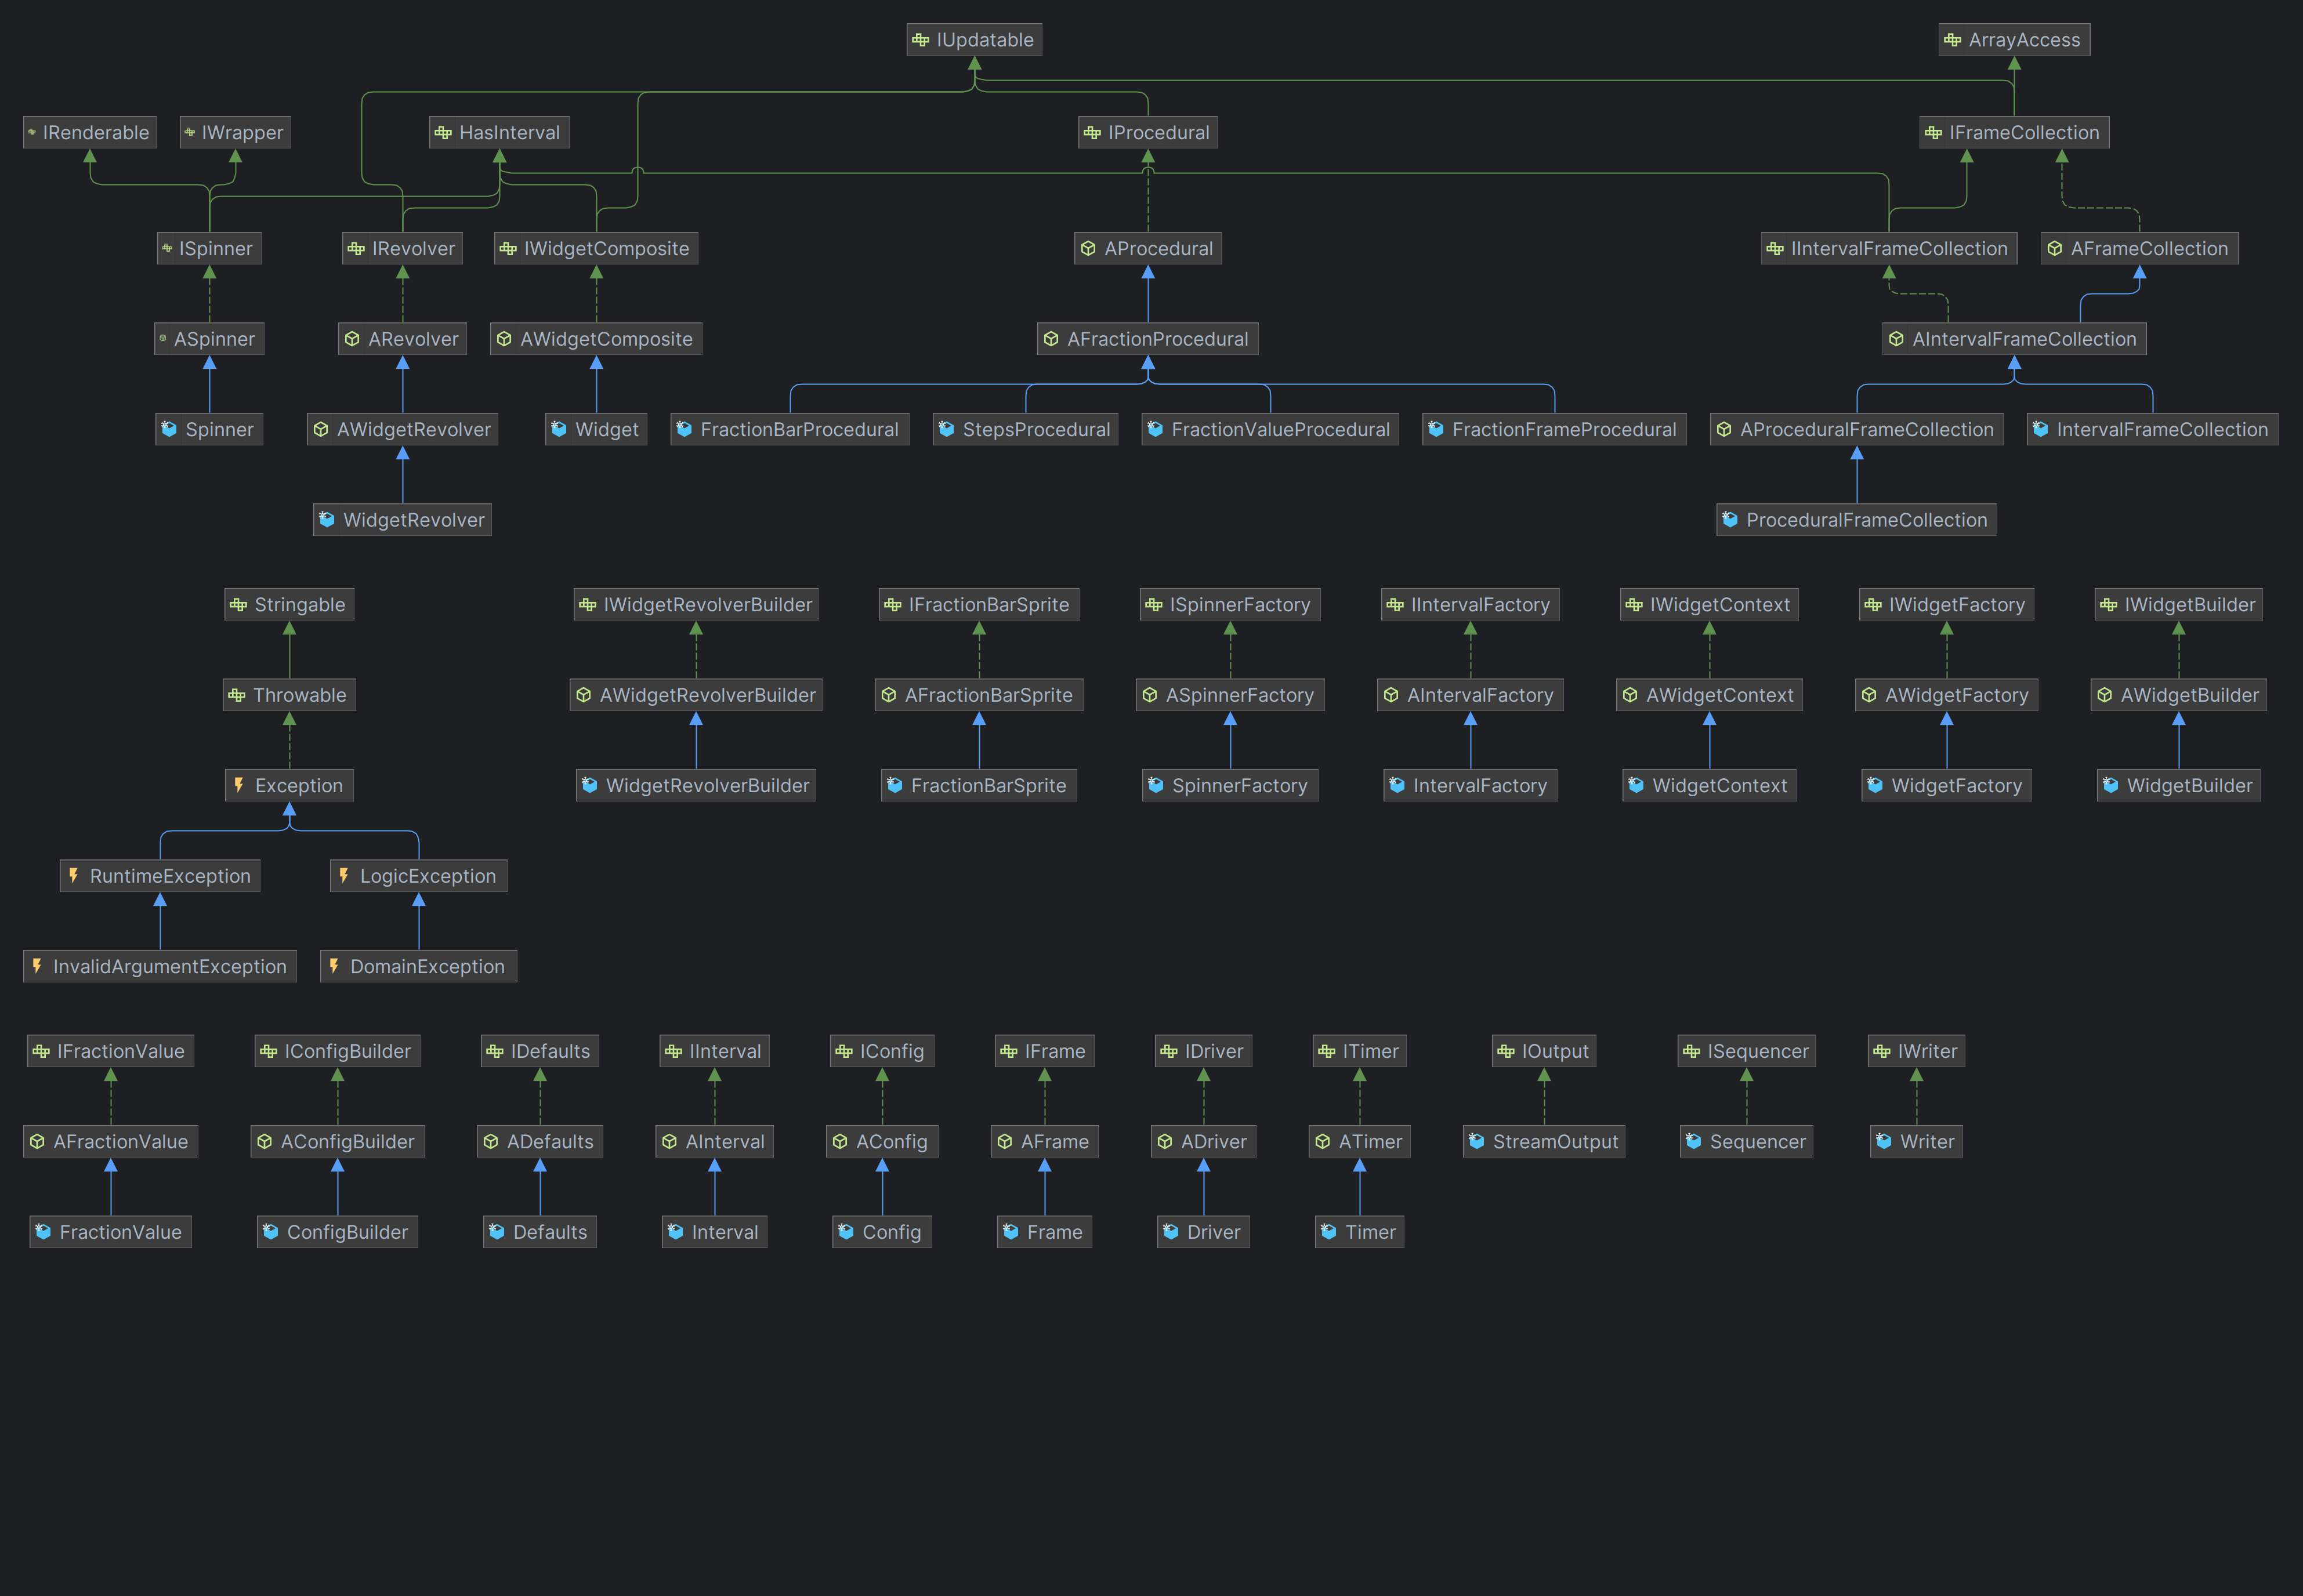 IUpdatable
ArrayAccess
IRenderable
IWrapper
HasInterval
IProcedural
IFrameCollection
ISpinner
IRevolver
IWidgetComposite
AProcedural
IIntervalFrameCollection
AFrameCollection
ASpinner
ARevolver
AWidgetComposite
AFractionProcedural
AIntervalFrameCollection
Spinner
AWidgetRevolver
Widget
FractionBarProcedural
StepsProcedural
FractionValueProcedural
FractionFrameProcedural
AProceduralFrameCollection
IntervalFrameCollection
WidgetRevolver
ProceduralFrameCollection
Stringable
IWidgetRevolverBuilder
IFractionBarSprite
ISpinnerFactory
IIntervalFactory
IWidgetContext
IWidgetFactory
IWidgetBuilder
Throwable
AWidgetRevolverBuilder
AFractionBarSprite
ASpinnerFactory
AIntervalFactory
AWidgetContext
AWidgetFactory
AWidgetBuilder
Exception
WidgetRevolverBuilder
FractionBarSprite
SpinnerFactory
IntervalFactory
WidgetContext
WidgetFactory
WidgetBuilder
RuntimeException
LogicException
InvalidArgumentException
DomainException
IFractionValue
IConfigBuilder
IDefaults
IInterval
IConfig
IFrame
IDriver
ITimer
IOutput
ISequencer
IWriter
AFractionValue
AConfigBuilder
ADefaults
AInterval
AConfig
AFrame
ADriver
ATimer
StreamOutput
Sequencer
Writer
FractionValue
ConfigBuilder
Defaults
Interval
Config
Frame
Driver
Timer